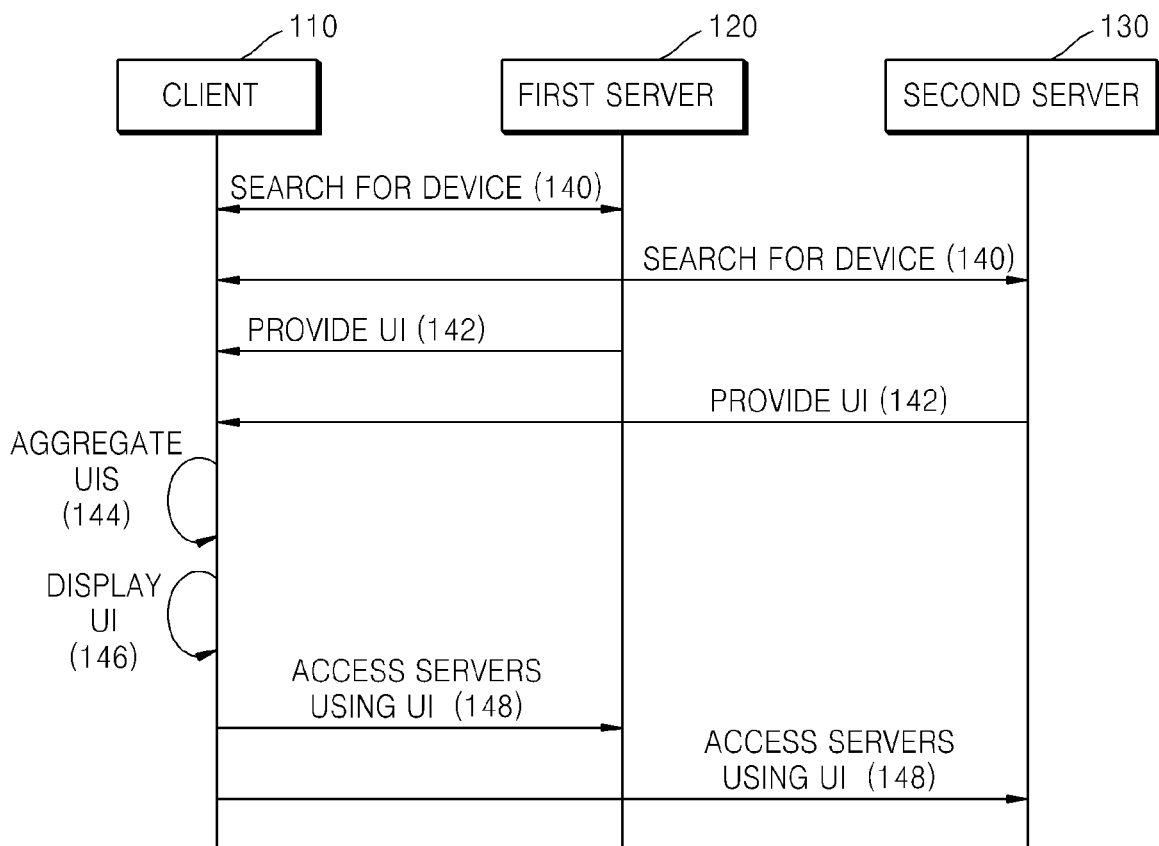 110
120
130
CLIENT
FIRST SERVER
SECOND SERVER
SEARCH FOR DEVICE (140)
SEARCH FOR DEVICE (140)
PROVIDE UI (142)
PROVIDE UI (142)
AGGREGATE
UIS
(144)
DISPLAY
UI
(146)
ACCESS SERVERS
USING UI (148)
ACCESS SERVERS
USING UI (148)